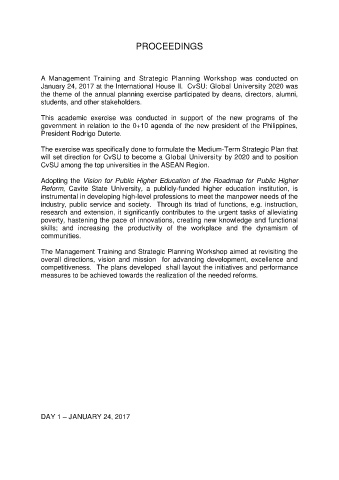 PROCEEDINGS
A Management Training and Strategic Planning Workshop was conducted on
January 24, 2017 at the International House II. CvSU: Global University 2020 was
the theme of the annual planning exercise participated by deans, directors, alumni,
students, and other stakeholders.
This academic exercise was conducted in support of the new programs of the
government in relation to the 0+10 agenda of the new president of the Philippines,
President Rodrigo Duterte.
The exercise was specifically done to formulate the Medium-Term Strategic Plan that
will set direction for CvSU to become a Global University by 2020 and to position
CvSU among the top universities in the ASEAN Region.
Adopting the Vision for Public Higher Education of the Roadmap for Public Higher
Reform, Cavite State University, a publicly-funded higher education institution, is
instrumental in developing high-level professions to meet the manpower needs of the
industry, public service and society. Through its triad of functions, e.g. instruction,
research and extension, it significantly contributes to the urgent tasks of alleviating
poverty, hastening the pace of innovations, creating new knowledge and functional
skills; and increasing the productivity of the workplace and the dynamism of
communities.
The Management Training and Strategic Planning Workshop aimed at revisiting the
overall directions, vision and mission for advancing development, excellence and
competitiveness. The plans developed shall layout the initiatives and performance
measures to be achieved towards the realization of the needed reforms.
DAY 1 – JANUARY 24, 2017